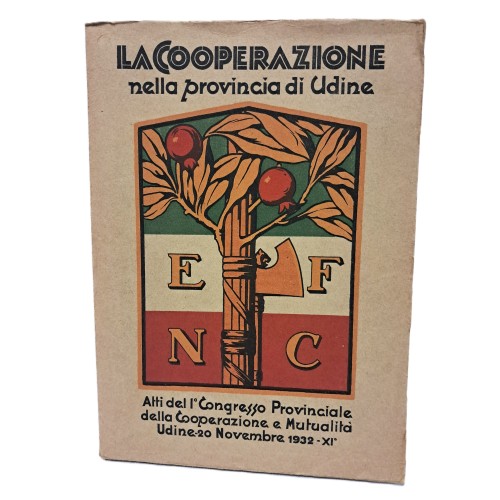 LA COOPERAZIONE
nella provincia di Udine
E F
N C
Atti del I° Congresso Provinciale
della Cooperazione e Mutualità
Udine-20 Novembre 1932-XI°